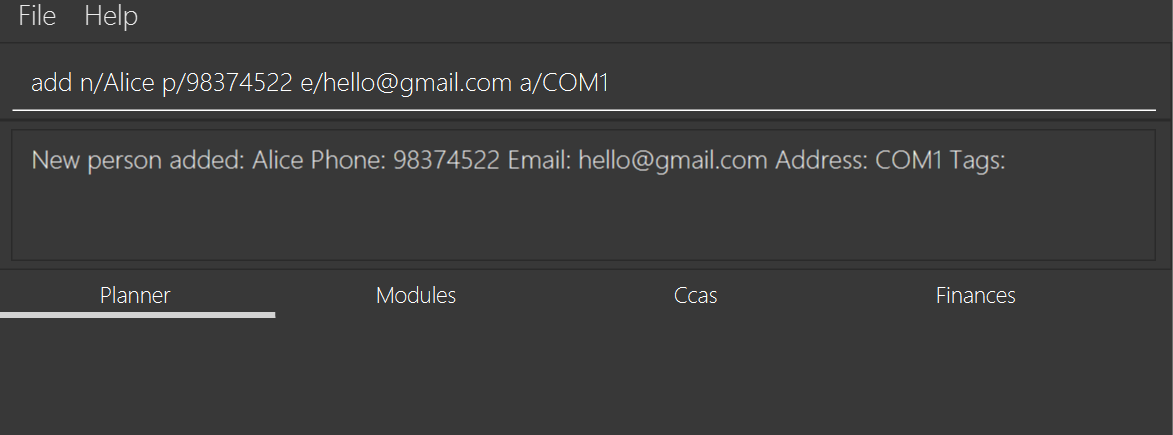 File Help
add n/Alice p/98374522 e/hello@gmail.com a/COM1
New person added: Alice Phone: 98374522 Email: hello@gmail.com Address: COM1 Tags:
Planner Modules Ccas Finances